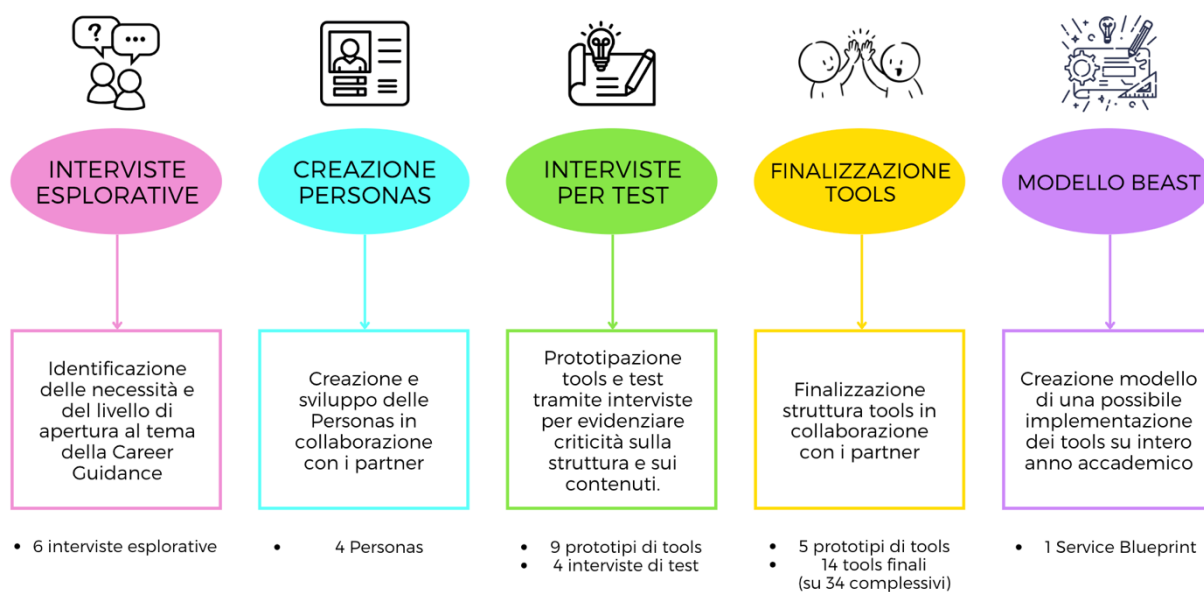 ?
...
INTERVISTE
ESPLORATIVE
CREAZIONE
PERSONAS
INTERVISTE
PER TEST
FINALIZZAZIONE
TOOLS
MODELLO BEAST
Identificazione
delle necessità e
del livello di
apertura al tema
della Career
Guidance
Creazione e
sviluppo delle
Personas in
collaborazione
con i partner
Prototipazione
tools e test
tramite interviste
per evidenziare
criticità sulla
struttura e sui
contenuti.
Finalizzazione
struttura tools in
collaborazione
con i partner
Creazione modello
di una possibile
implementazione
dei tools su intero
anno accademico
• 6 interviste esplorative
• 4 Personas
• 9 prototipi di tools
• 4 interviste di test
• 5 prototipi di tools
• 14 tools finali
(su 34 complessivi)
• 1 Service Blueprint